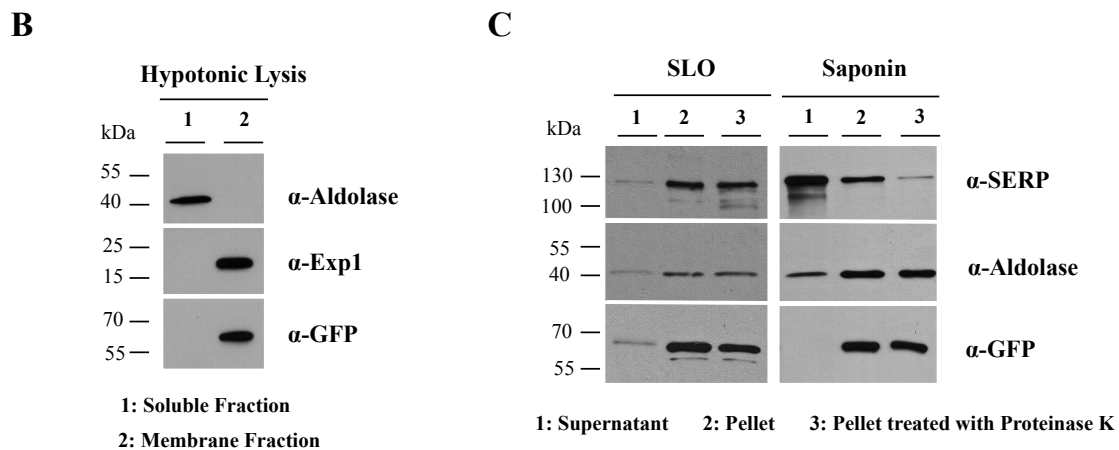 B
Hypotonic Lysis
1 2
kDa
55
40
α-Aldolase
25
15
α-Exp1
70
55
α-GFP
1: Soluble Fraction
2: Membrane Fraction
C
SLO Saponin
1 2 3 1 2 3
kDa
130
100
α-SERP
55
40
α-Aldolase
70
55
α-GFP
1: Supernatant 2: Pellet 3: Pellet treated with Proteinase K